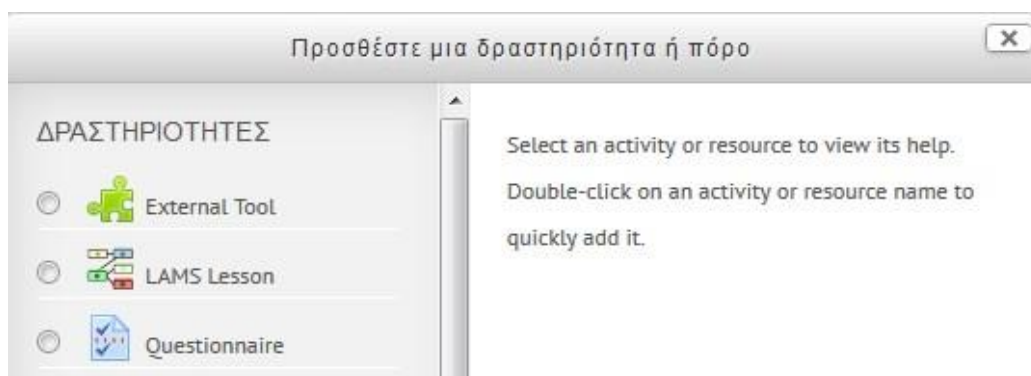 Προσθέστε μια δραστηριότητα ή πόρο
ΔΡΑΣΤΗΡΙΟΤΗΤΕΣ
External Tool
LAMS Lesson
Questionnaire
Select an activity or resource to view its help.
Double-click on an activity or resource name to
quickly add it.